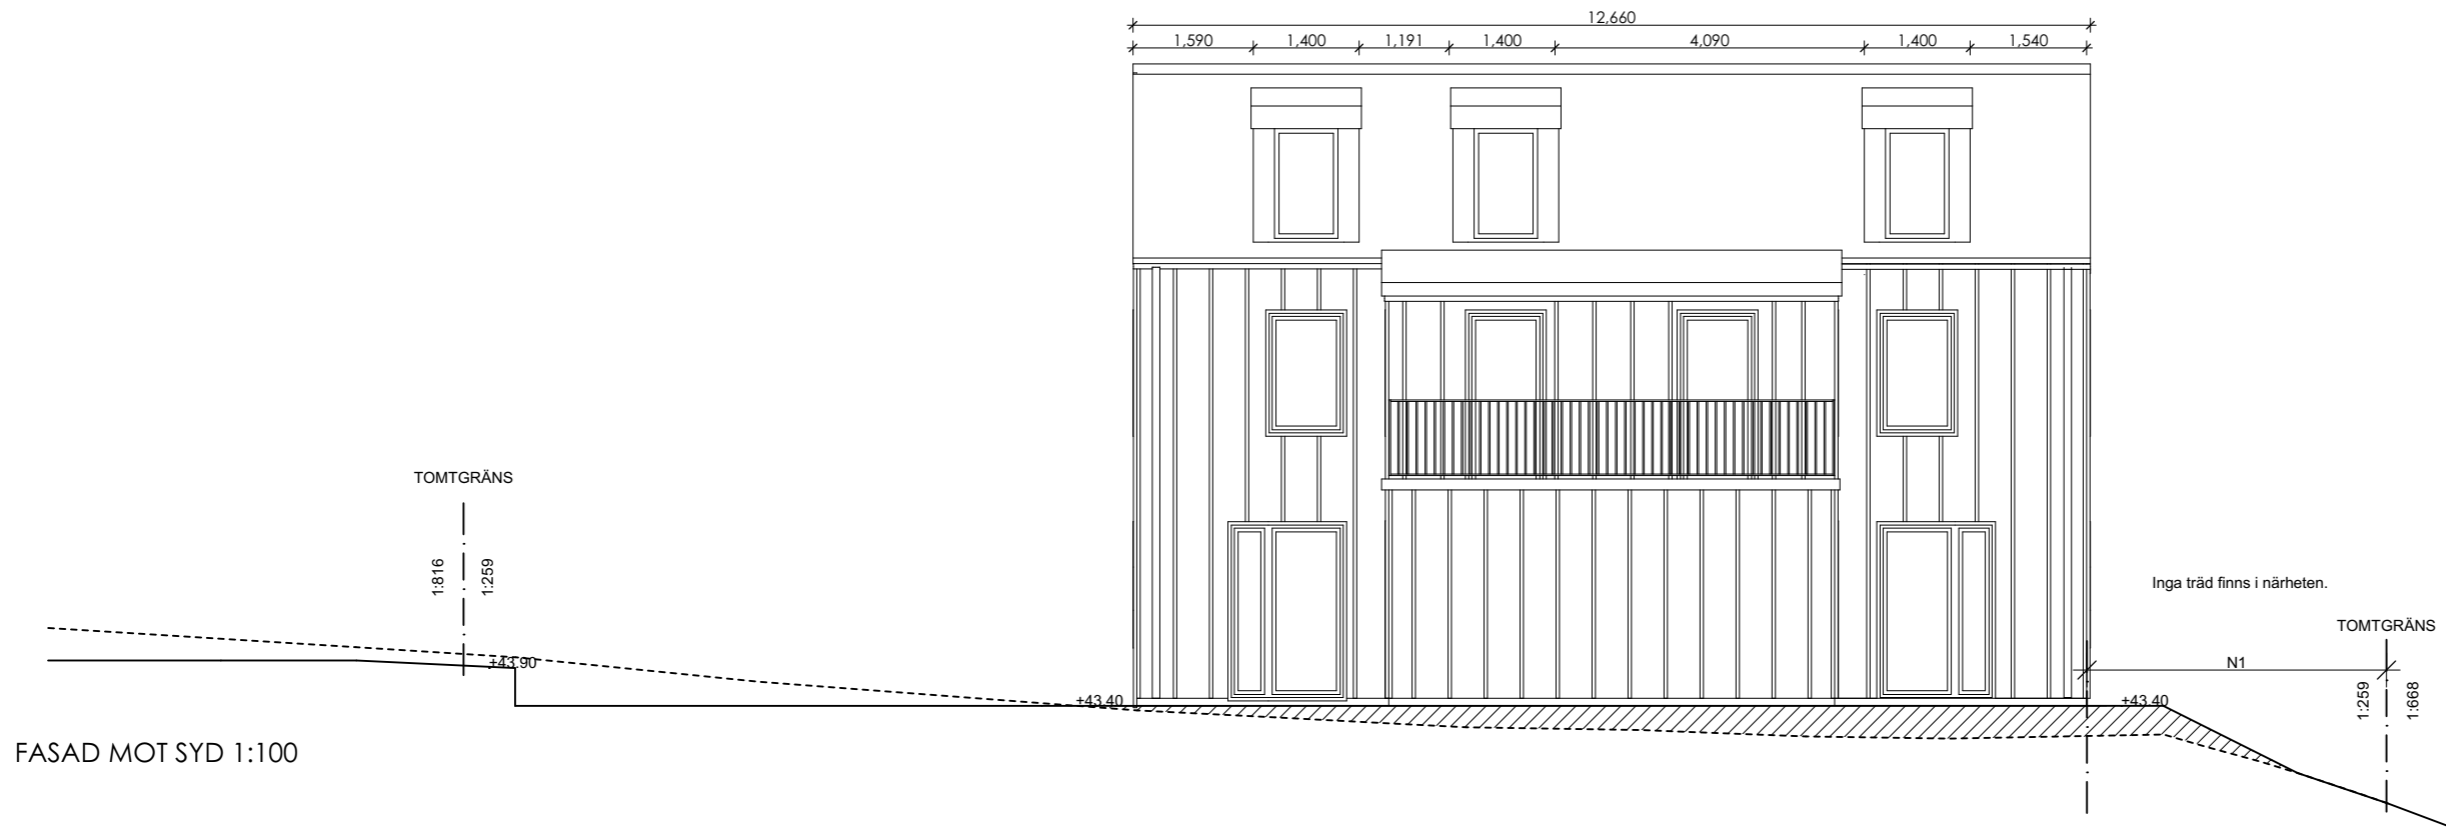 12,660
1,590 1,400 1,191 1,400 4,090 1,400 1,540
TOMTGRÄNS
1:816
1:259
Inga träd finns i närheten.
TOMTGRÄNS
+43.90
N1
+43.40
+43.40
1:259
1:668
FASAD MOT SYD 1:100